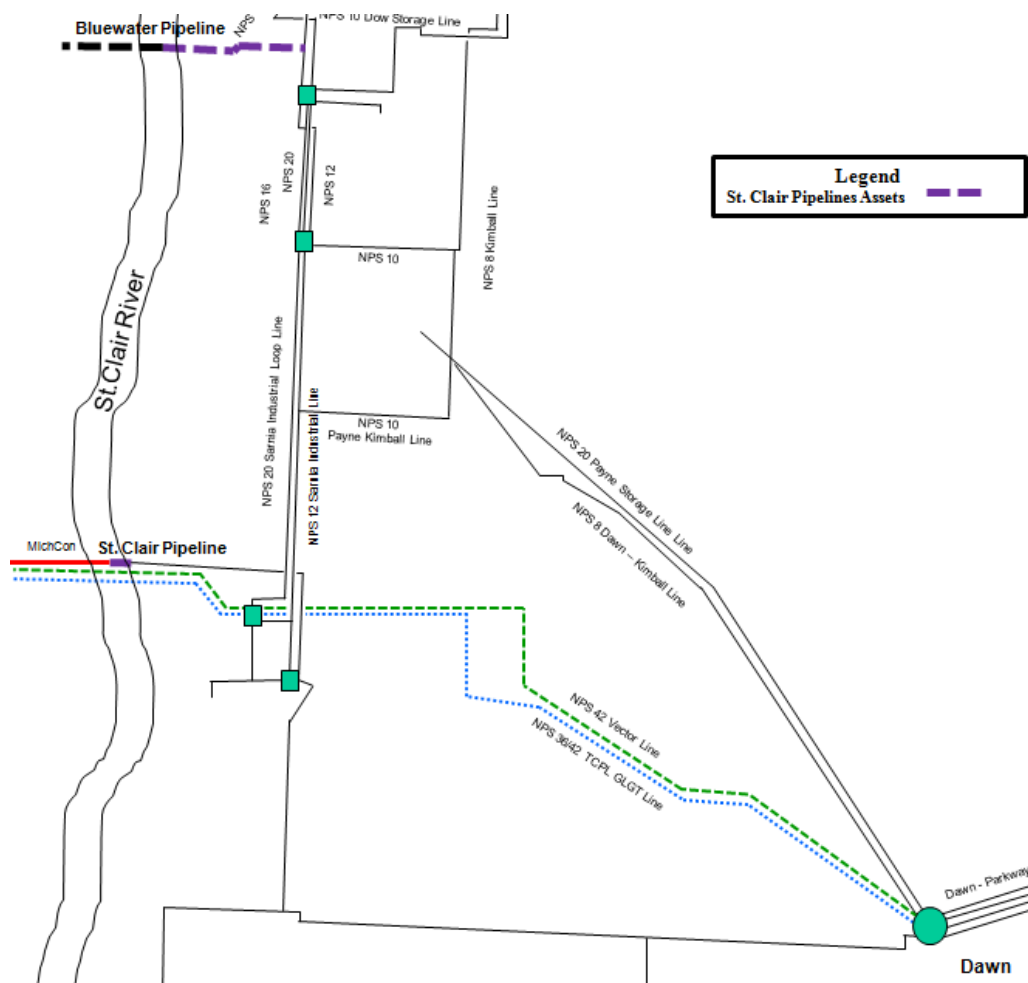 NPS 10 Dow Storage Line
Bluewater Pipeline
NPS
Legend
St. Clair Pipelines Assets
NPS 20
NPS 16
NPS 12
NPS 10
NPS 8 Kimball Line
St.Clair River
NPS 20 Sarnia Industrial Loop Line
NPS 12 Sarnia Industrial Line
NPS 10
Payne Kimball Line
NPS 20 Payne Storage Line Line
NPS 8 Dawn – Kimball Line
MichCon
St. Clair Pipeline
NPS 42 Vector Line
NPS 36/42 TCPL GLGT Line
Dawn - Parkway
Dawn